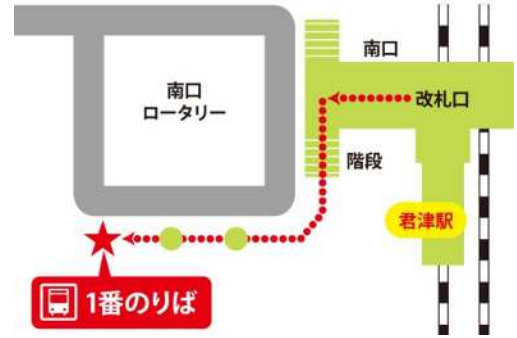 南口
改札口
南口
ロータリー
階段
君津駅
1番のりば